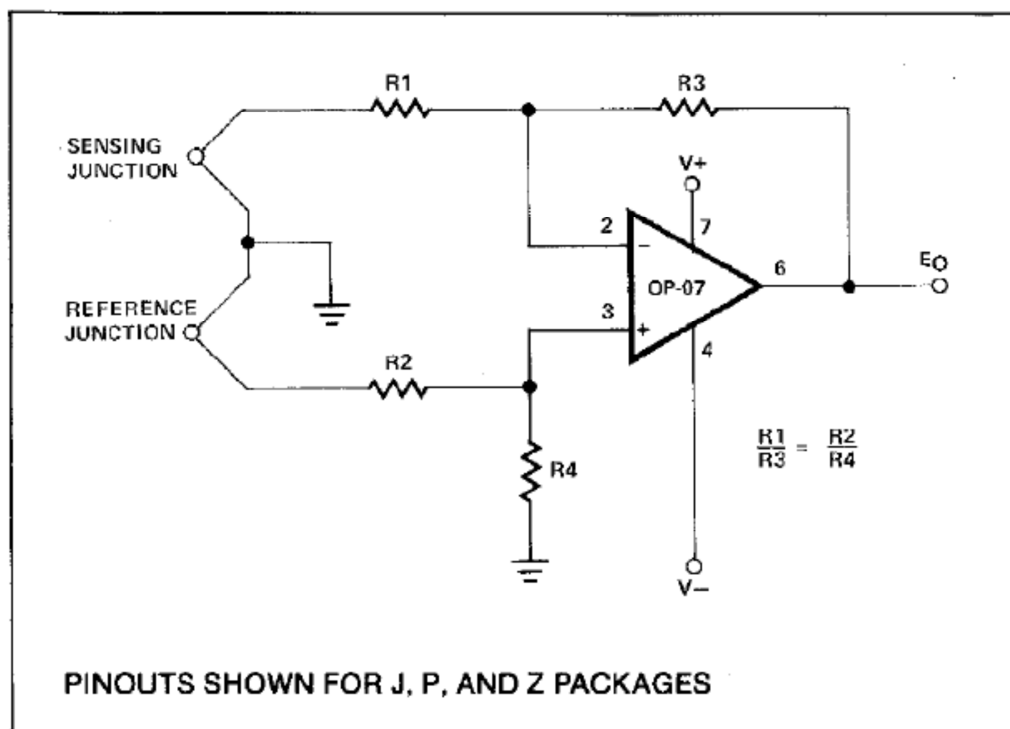 R1
R3
SENSING
JUNCTION
V+
2
7
−
EO
OP-07
6
REFERENCE
JUNCTION
3
+
4
R2
R1/R3 = R2/R4
R4
V−
PINOUTS SHOWN FOR J, P, AND Z PACKAGES